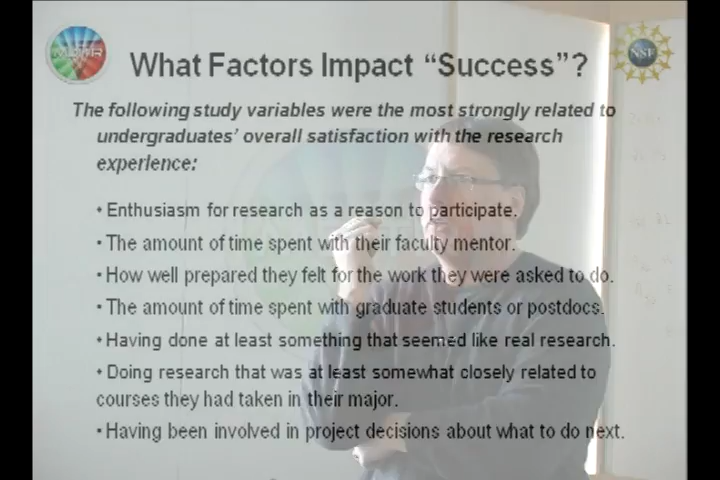 What Factors Impact “Success”?
NSF
The following study variables were the most strongly related to
undergraduates’ overall satisfaction with the research
experience:
• Enthusiasm for research as a reason to participate.
• The amount of time spent with their faculty mentor.
• How well prepared they felt for the work they were asked to do.
• The amount of time spent with graduate students or postdocs.
• Having done at least something that seemed like real research.
• Doing research that was at least somewhat closely related to
courses they had taken in their major.
• Having been involved in project decisions about what to do next.